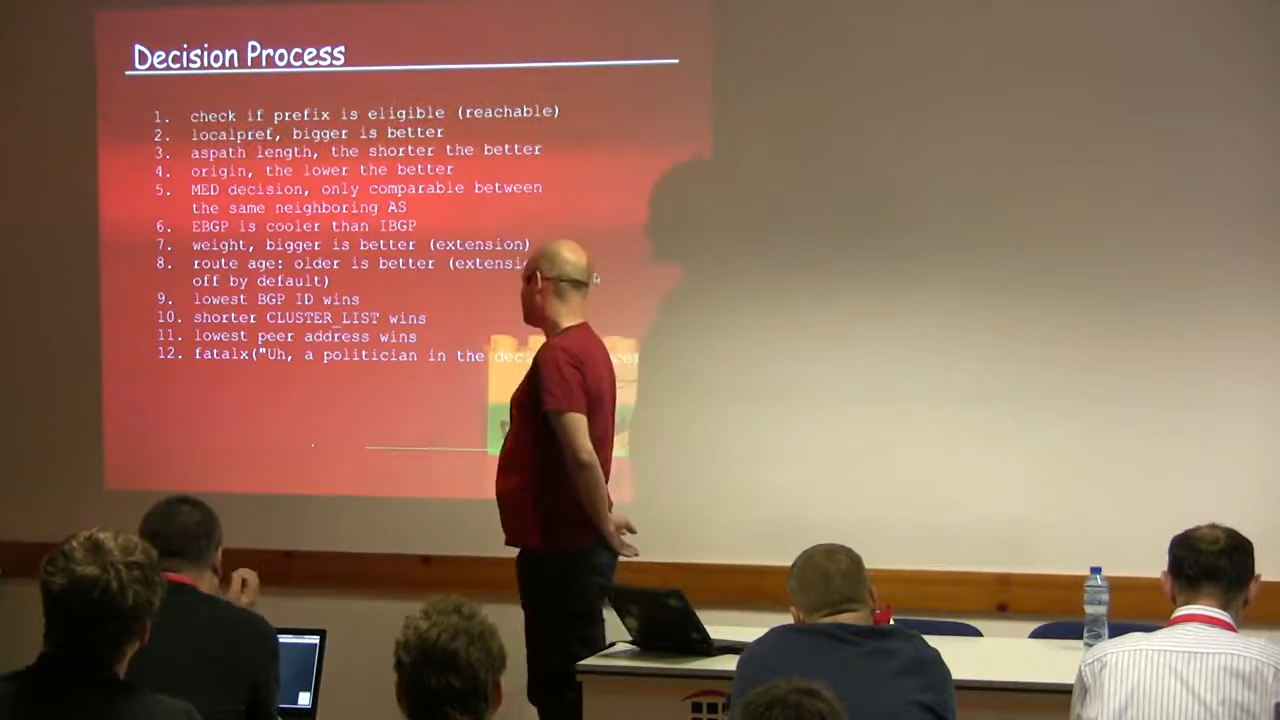 Decision Process
1. check if prefix is eligible (reachable)
2. localpref, bigger is better
3. aspath length, the shorter the better
4. origin, the lower the better
5. MED decision, only comparable between
the same neighboring AS
6. EBGP is cooler than IBGP
7. weight, bigger is better (extension)
8. route age: older is better (extensi
off by default)
9. lowest BGP ID wins
10. shorter CLUSTER_LIST wins
11. lowest peer address wins
12. fatalx("Uh, a politician in the